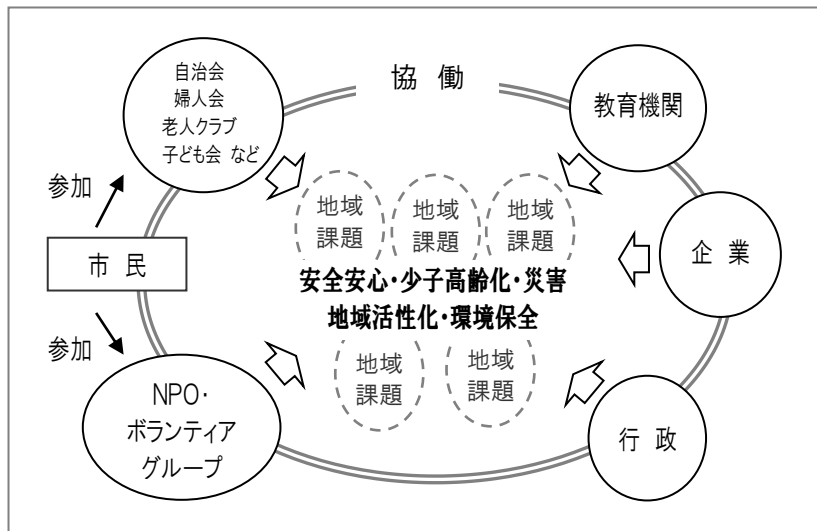 協 働
自治会
婦人会
老人クラブ
子ども会 など
教育機関
参加
市 民
参加
地域
課題
地域
課題
地域
課題
企 業
安全安心・少子高齢化・災害
地域活性化・環境保全
地域
課題
地域
課題
NPO・
ボランティア
グループ
行 政